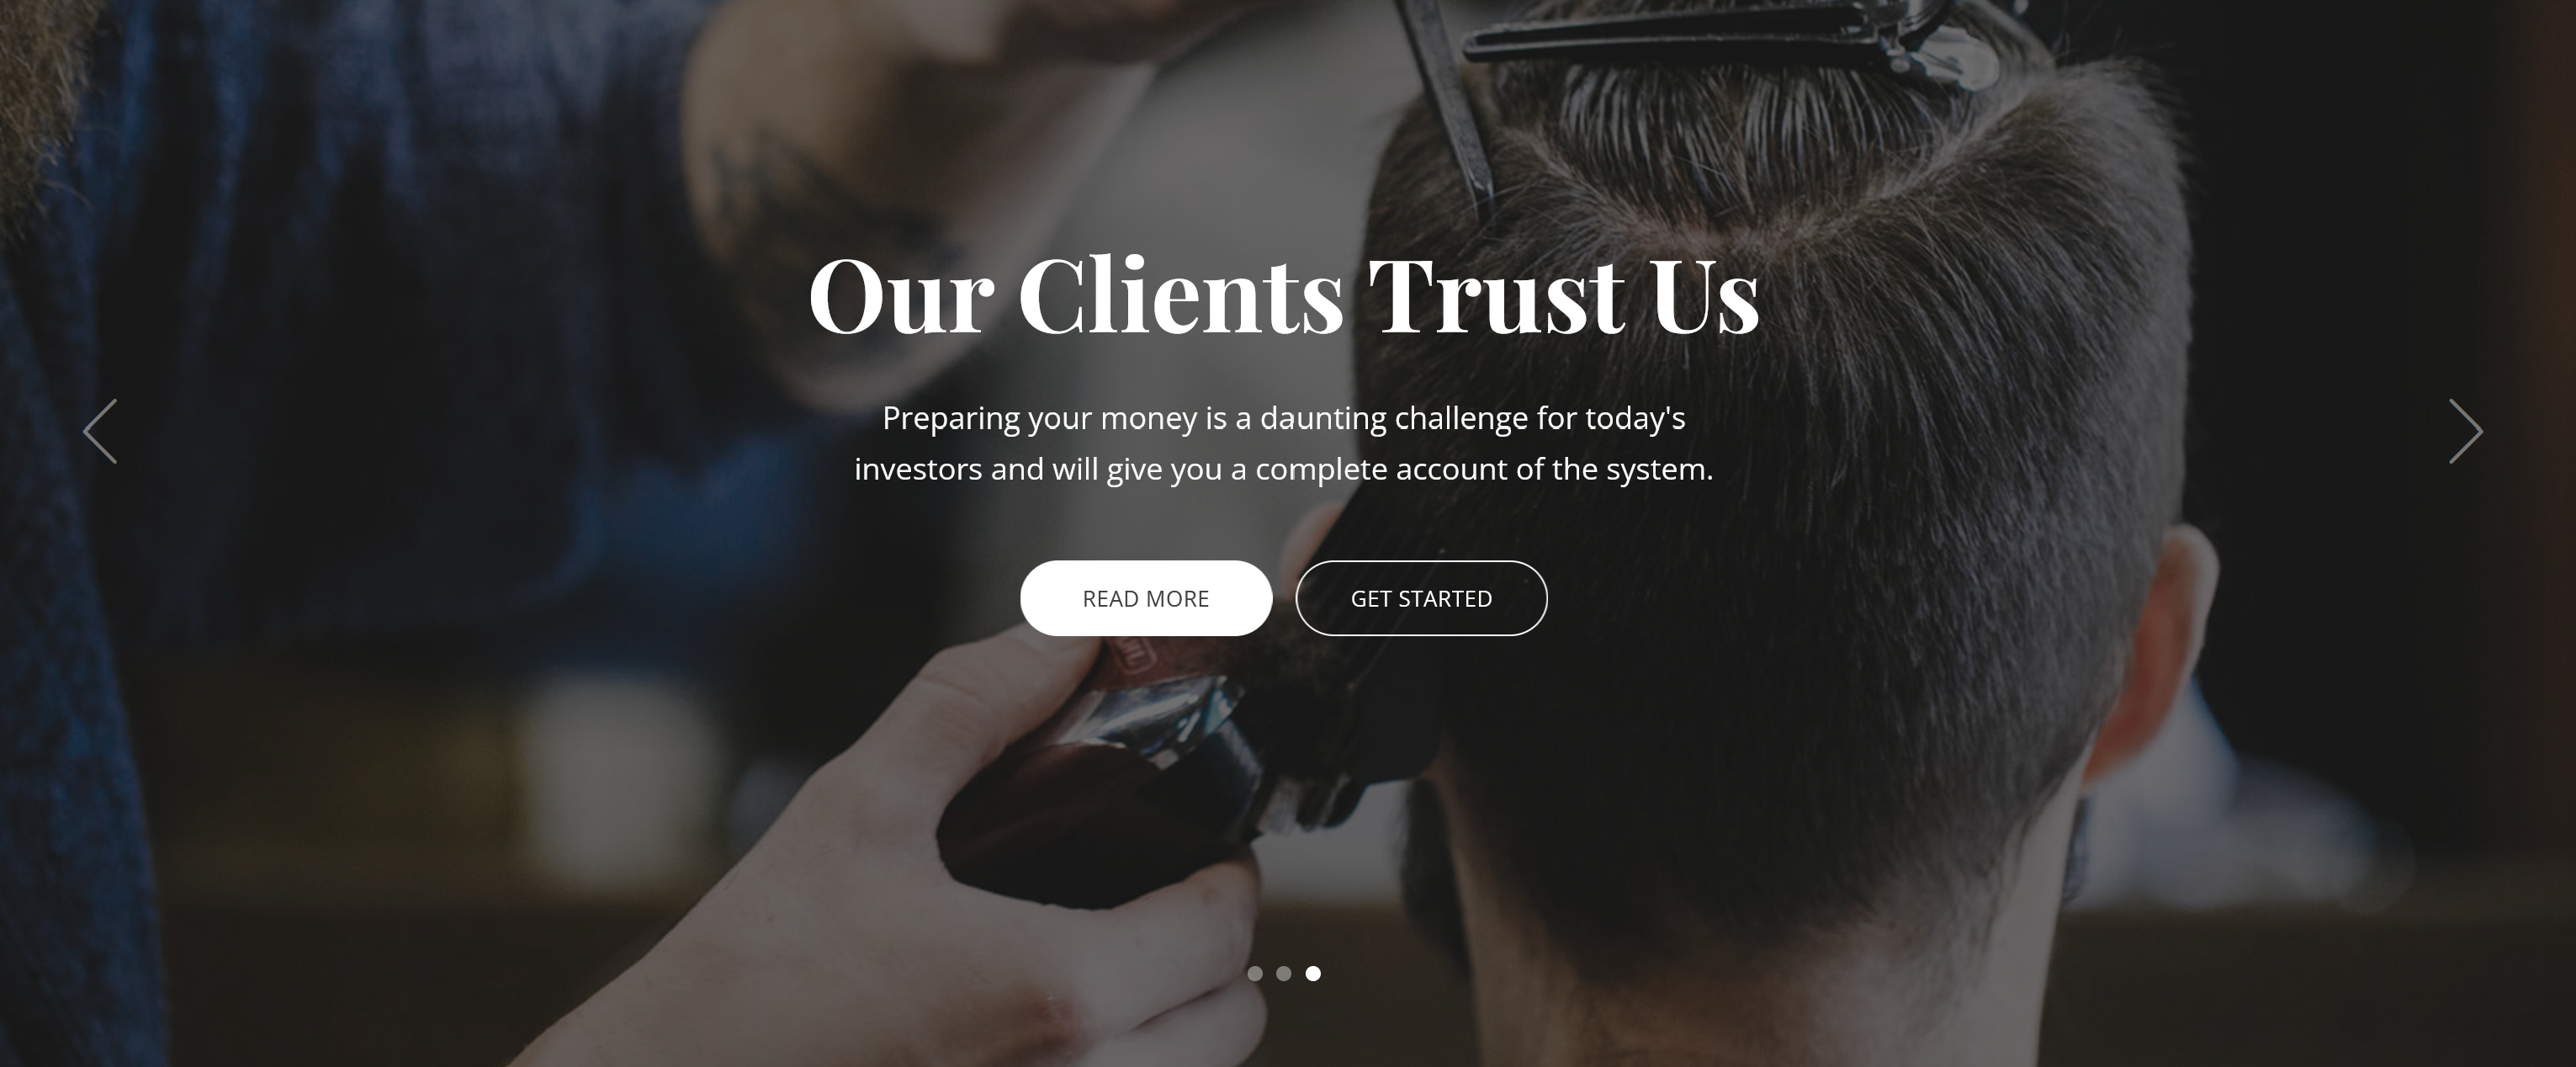 Our Clients Trust Us
Preparing your money is a daunting challenge for today's
investors and will give you a complete account of the system.
READ MORE
GET STARTED